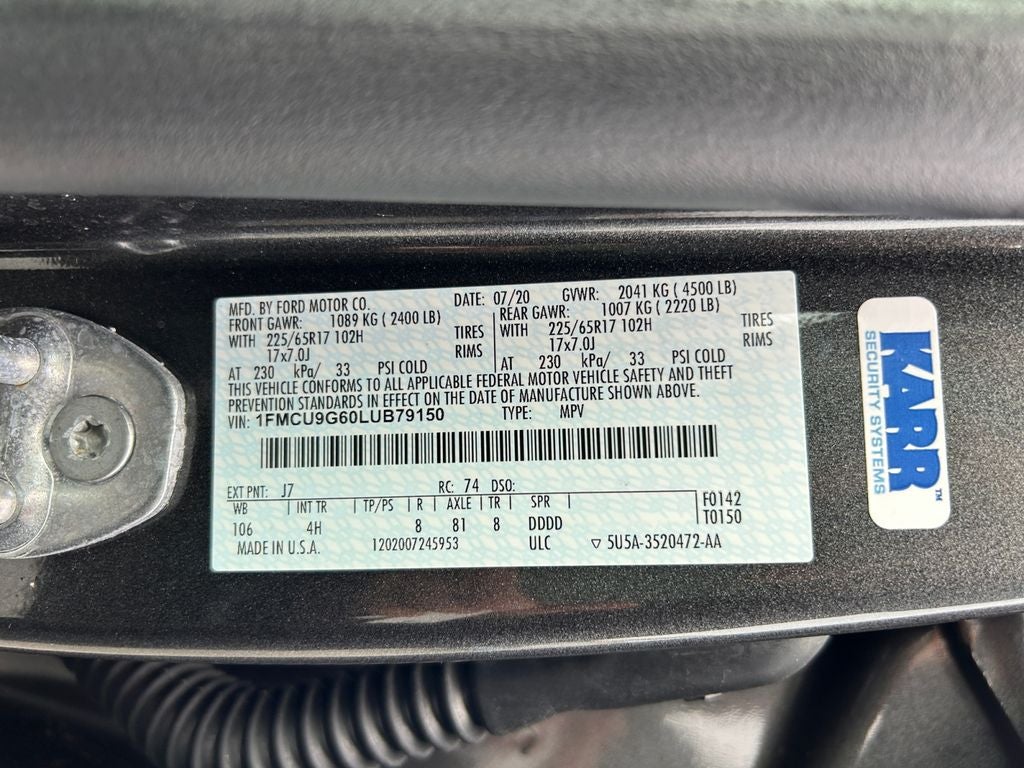 MFD. BY FORD MOTOR CO. DATE: 07/20 GVWR: 2041 KG ( 4500 LB)
FRONT GAWR: 1089 KG ( 2400 LB) REAR GAWR: 1007 KG ( 2220 LB)
WITH 225/65R17 102H TIRES WITH 225/65R17 102H TIRES
17x7.0J RIMS 17x7.0J RIMS
AT 230 kPa/ 33 PSI COLD AT 230 kPa/ 33 PSI COLD
THIS VEHICLE CONFORMS TO ALL APPLICABLE FEDERAL MOTOR VEHICLE SAFETY AND THEFT
PREVENTION STANDARDS IN EFFECT ON THE DATE OF MANUFACTURE SHOWN ABOVE.
VIN: 1FMCU9G60LUB79150 TYPE: MPV
EXT PNT: J7 RC: 74 DSO:
WB INT TR TP/PS R AXLE TR SPR F0142
T0150
106 4H 8 81 8 DDDD
MADE IN U.S.A. 1202007245953 ULC ▽ 5U5A-3520472-AA
KARR™
SECURITY SYSTEMS